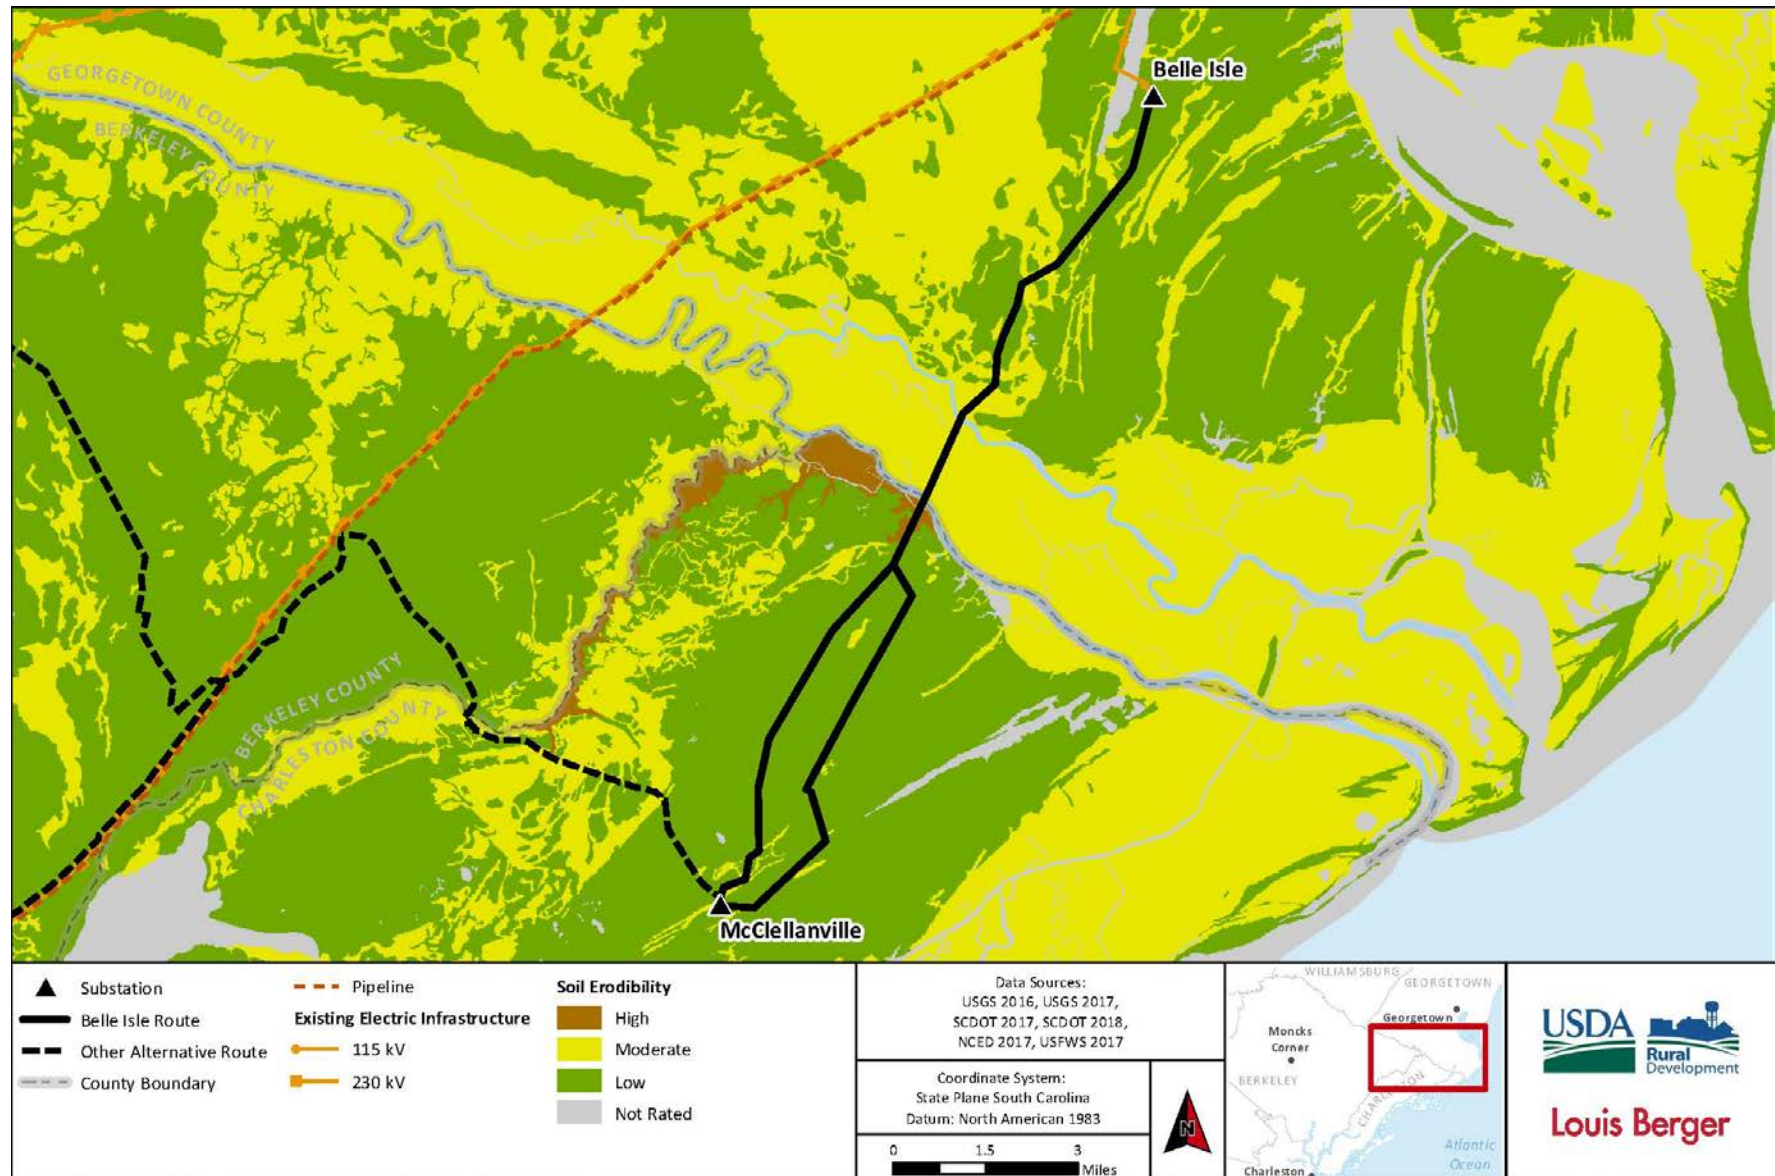 Belle Isle
GEORGETOWN COUNTY
BERKELEY COUNTY
BERKELEY COUNTY
CHARLESTON COUNTY
McClellanville
Substation
Belle Isle Route
Other Alternative Route
County Boundary
Pipeline
Existing Electric Infrastructure
115 kV
230 kV
Soil Erodibility
High
Moderate
Low
Not Rated
Data Sources:
USGS 2016, USGS 2017,
SCDOT 2017, SCDOT 2018,
NCED 2017, USFWS 2017
Coordinate System:
State Plane South Carolina
Datum: North American 1983
0 1.5 3
Miles
N
WILLIAMSBURG
GEORGETOWN
Georgetown
Moncks
Corner
BERKELEY
CHARLESTON
Atlantic
Ocean
Charleston
USDA
Rural
Development
Louis Berger